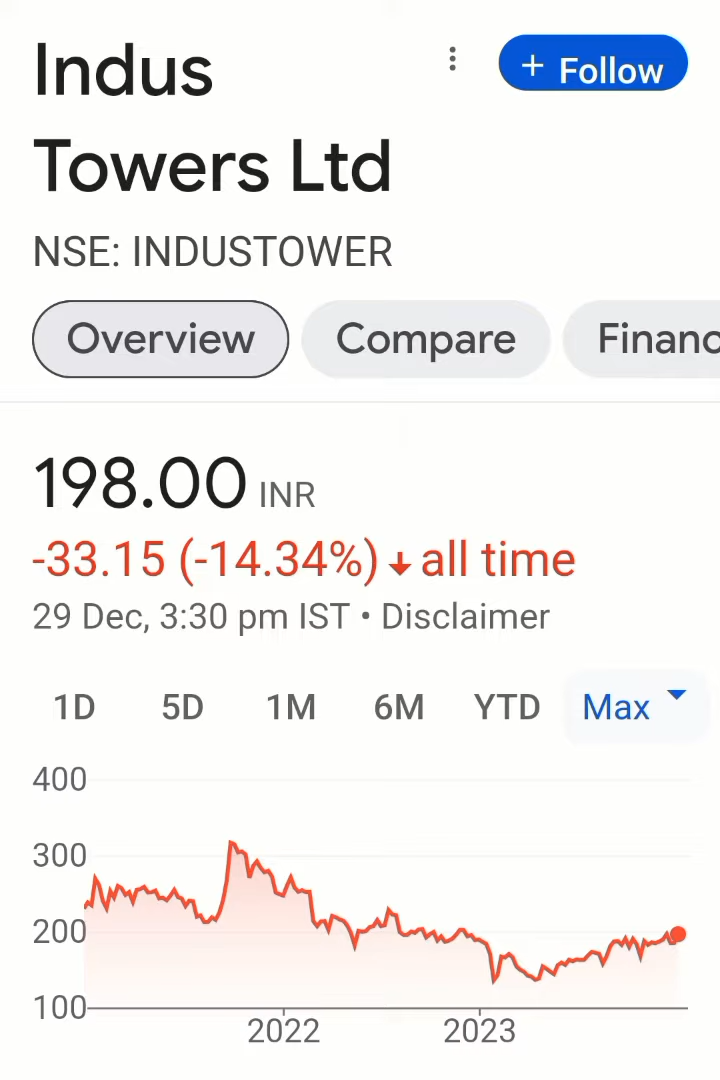 Indus
Towers Ltd
+ Follow
NSE: INDUSTOWER
Overview Compare Financ
198.00 INR
-33.15 (-14.34%) ↓ all time
29 Dec, 3:30 pm IST • Disclaimer
1D 5D 1M 6M YTD Max
400
300
200
100
2022 2023